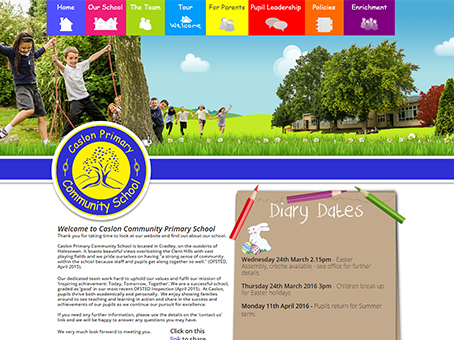 Home
Our School
The Team
Tour
Welcome
For Parents
Pupil Leadership
Policies
Enrichment
Caslon Primary
Community School
Welcome to Caslon Community Primary School
Thank you for taking time to look at our website and find out about our school.
Caslon Primary Community School is located in Cradley, on the outskirts of
Halesowen. It boasts beautiful views overlooking the Clent Hills with vast
playing fields and we pride ourselves on having "a strong sense of community
within the school because staff and pupils get along together so well" (OFSTED,
April 2015).
Our dedicated team work hard to uphold our values and fulfil our mission of
'Inspiring achievement; Today, Tomorrow, Together'. We are a successful school,
graded as 'good' in our most recent OFSTED Inspection (April 2015). At Caslon,
pupils thrive both academically and personally. We enjoy sharing families
around to see teaching and learning in action and share in the success and
achievements of our pupils as we continue our pursuit for excellence.
If you need any further information, please use the details on the 'contact us'
link and we will be happy to answer any questions you may have.
We very much look forward to meeting you.
Click on this
link to share
Diary Dates
Wednesday 24th March 2.15pm - Easter
Assembly, crèche available - see office for further
details.
Thursday 24th March 2016 3pm - Children break up
for Easter holidays
Monday 11th April 2016 - Pupils return for Summer
term.